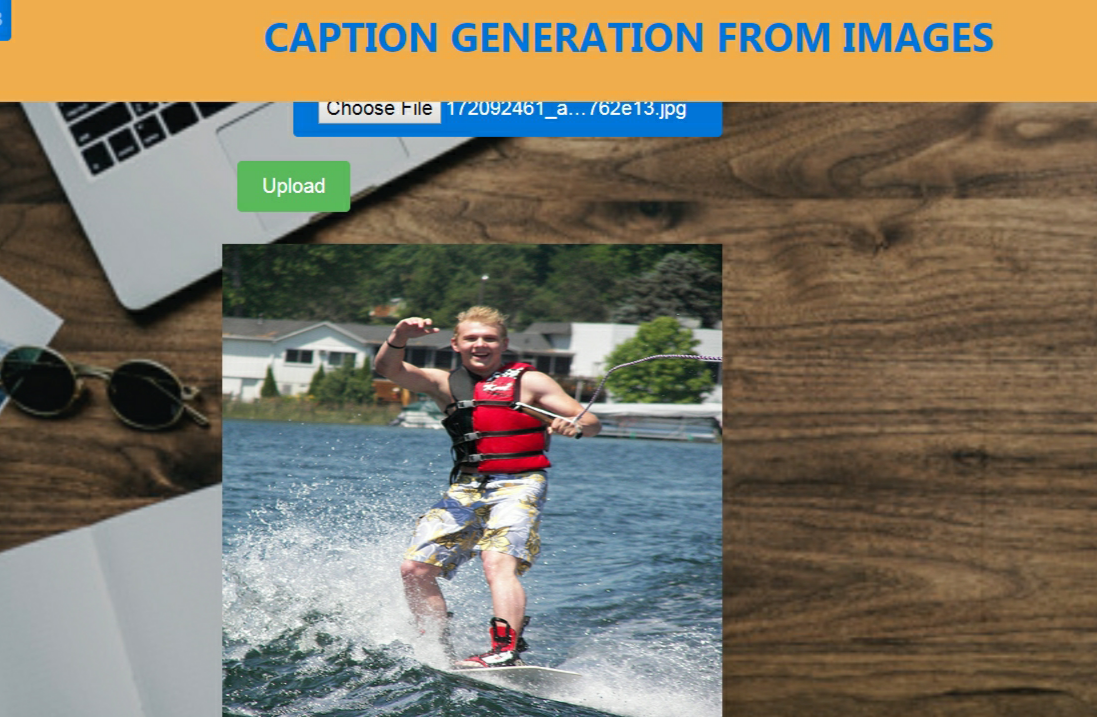 CAPTION GENERATION FROM IMAGES
Choose File 172092461_a...762e13.jpg
Upload